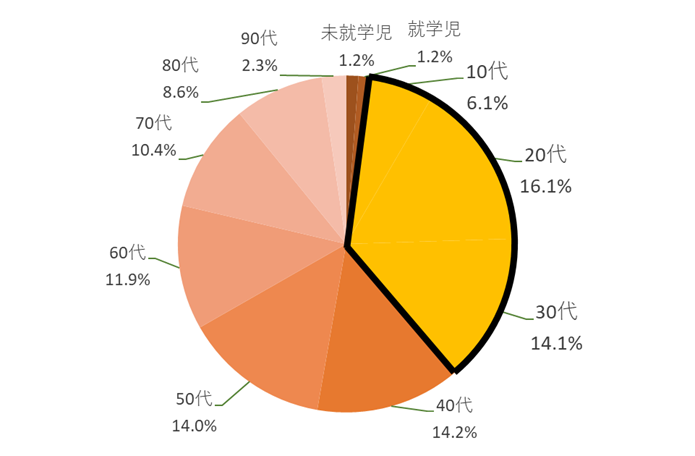 未就学児
1.2%
就学児
1.2%
10代
6.1%
20代
16.1%
30代
14.1%
40代
14.2%
50代
14.0%
60代
11.9%
70代
10.4%
80代
8.6%
90代
2.3%